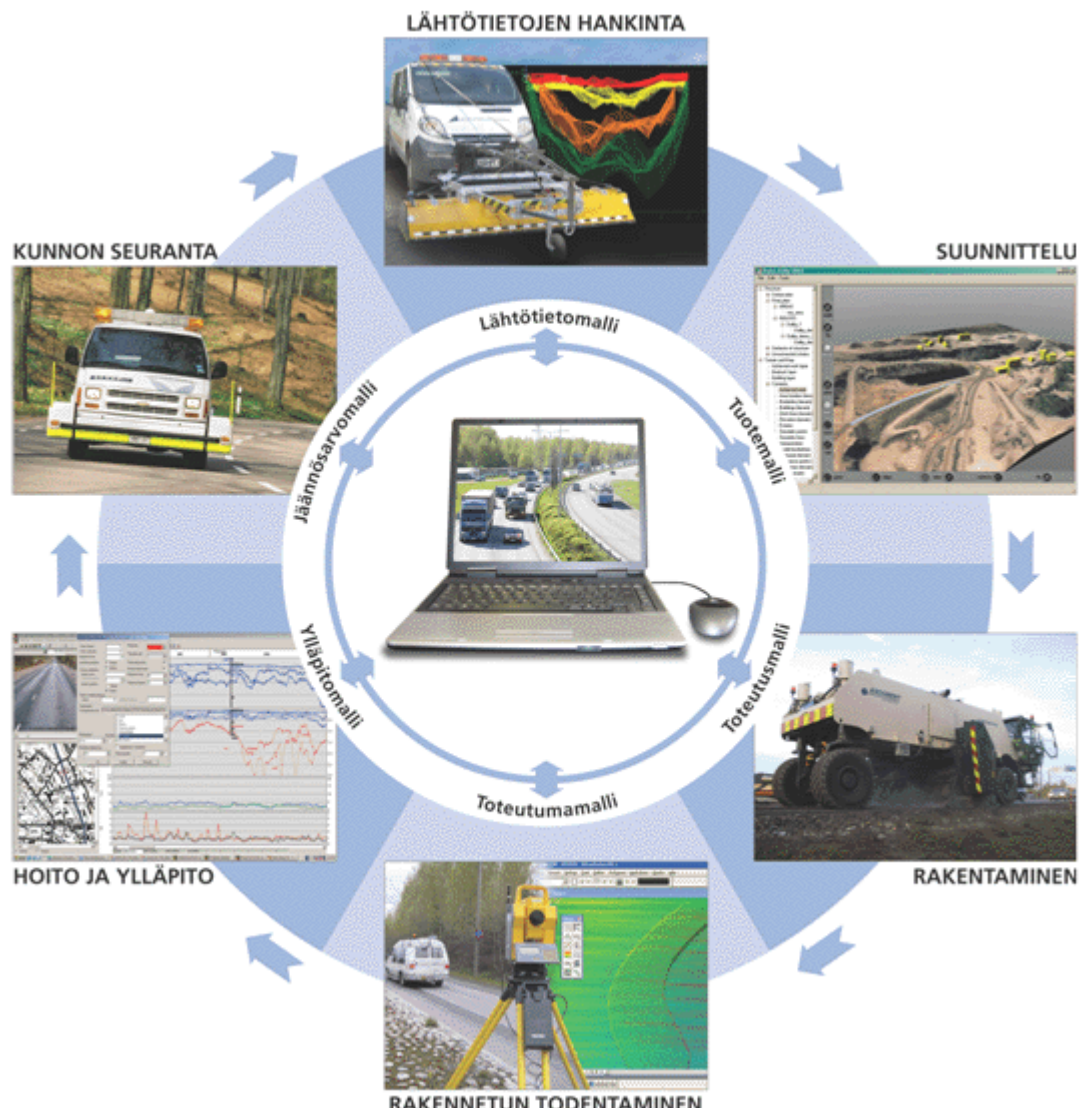 LÄHTÖTIETOJEN HANKINTA
KUNNON SEURANTA
SUUNNITTELU
Lähtötietomalli
Jäännösarvomalli
Tuotemalli
Ylläpitomalli
Toteutusmalli
Toteutumamalli
HOITO JA YLLÄPITO
RAKENTAMINEN
RAKENNETUN TODENTAMINEN